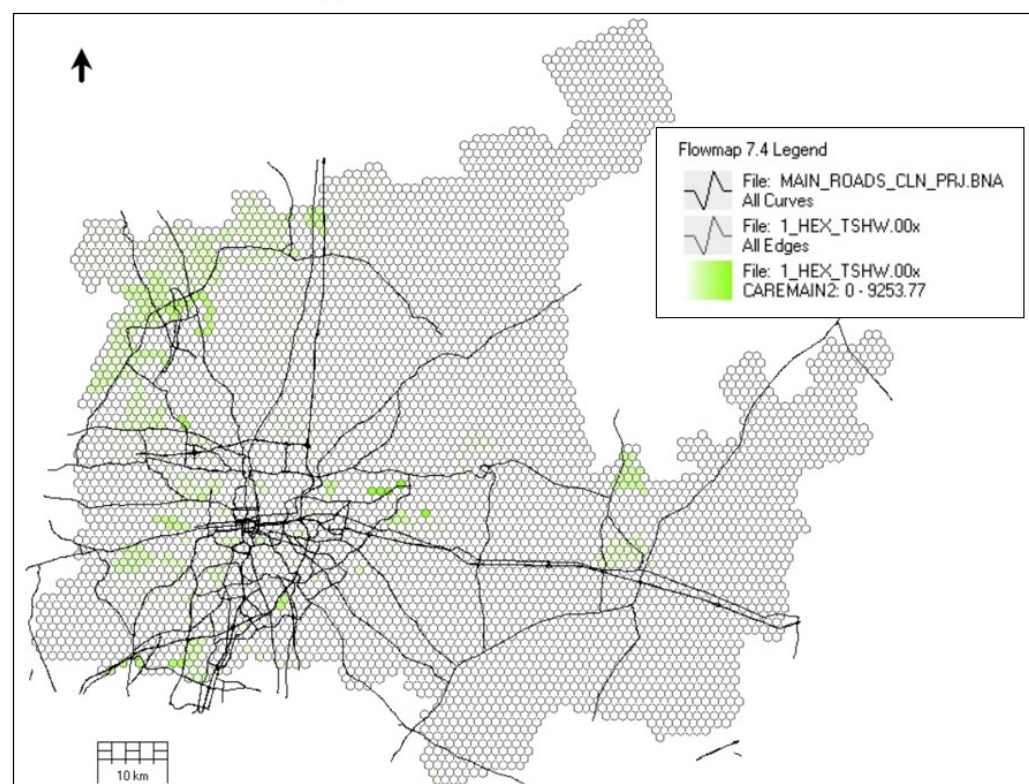 Flowmap 7.4 Legend
File: MAIN_ROADS_CLN_PRJ.BNA
All Curves
File: 1_HEX_TSHW.00x
All Edges
File: 1_HEX_TSHW.00x
CAREMAIN2: 0 - 9253.77
10 km